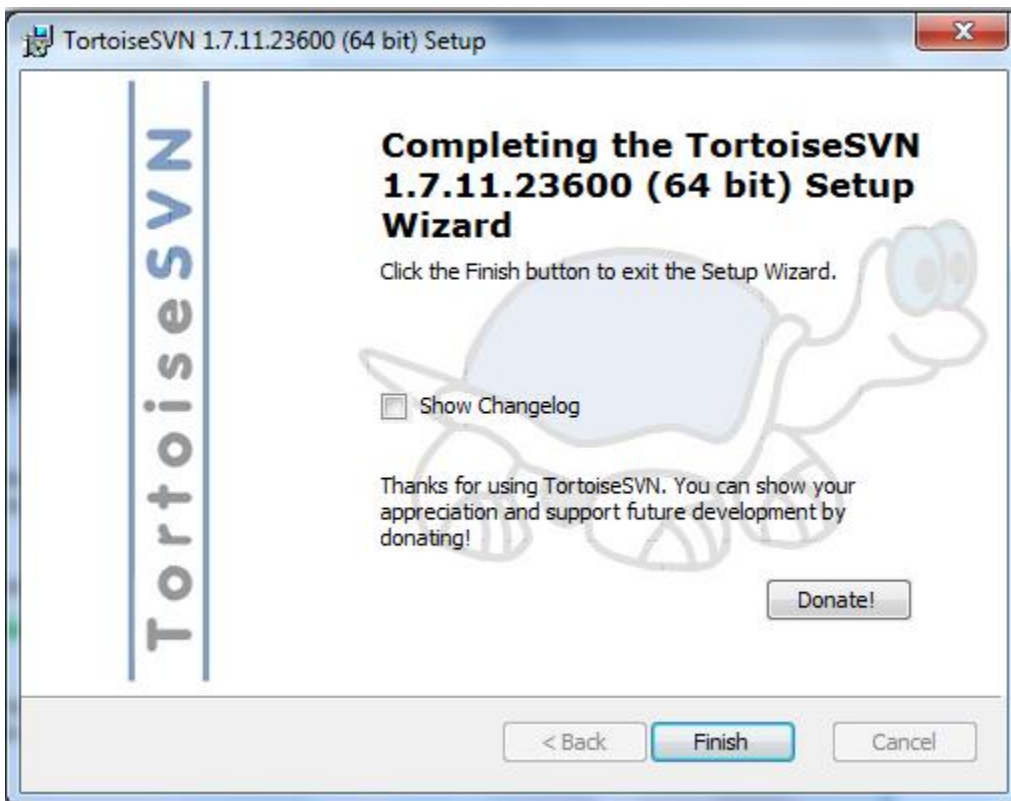 TortoiseSVN 1.7.11.23600 (64 bit) Setup
TortoiseSVN
Completing the TortoiseSVN
1.7.11.23600 (64 bit) Setup
Wizard
Click the Finish button to exit the Setup Wizard.
Show Changelog
Thanks for using TortoiseSVN. You can show your
appreciation and support future development by
donating!
Donate!
< Back
Finish
Cancel